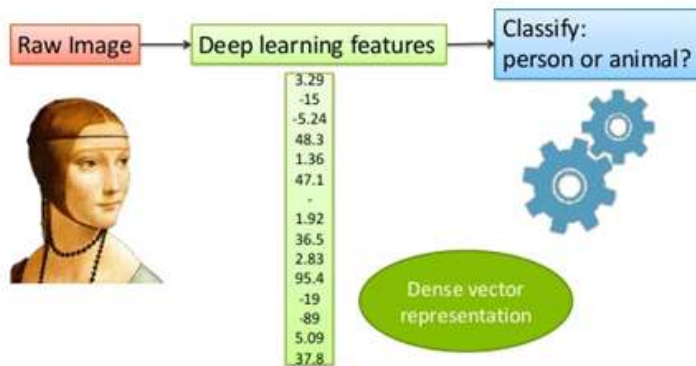 Raw Image
Deep learning features
Classify:
person or animal?
3.29
-15
-5.24
48.3
1.36
47.1
-
1.92
36.5
2.83
95.4
-19
-89
5.09
37.8
Dense vector
representation